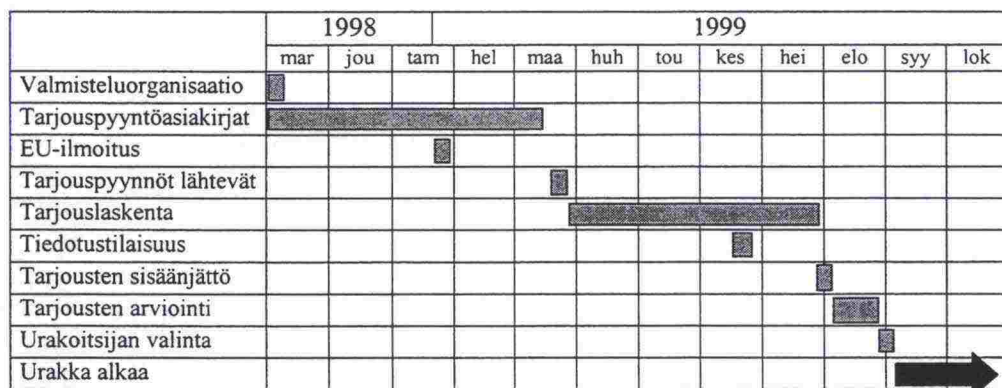 1998 1999
mar jou tam hel maa huh tou kes hei elo syy lok
Valmisteluorganisaatio
Tarjouspyyntöasiakirjat
EU-ilmoitus
Tarjouspyynnöt lähtevät
Tarjouslaskenta
Tiedotustilaisuus
Tarjousten sisäänjättö
Tarjousten arviointi
Urakoitsijan valinta
Urakka alkaa